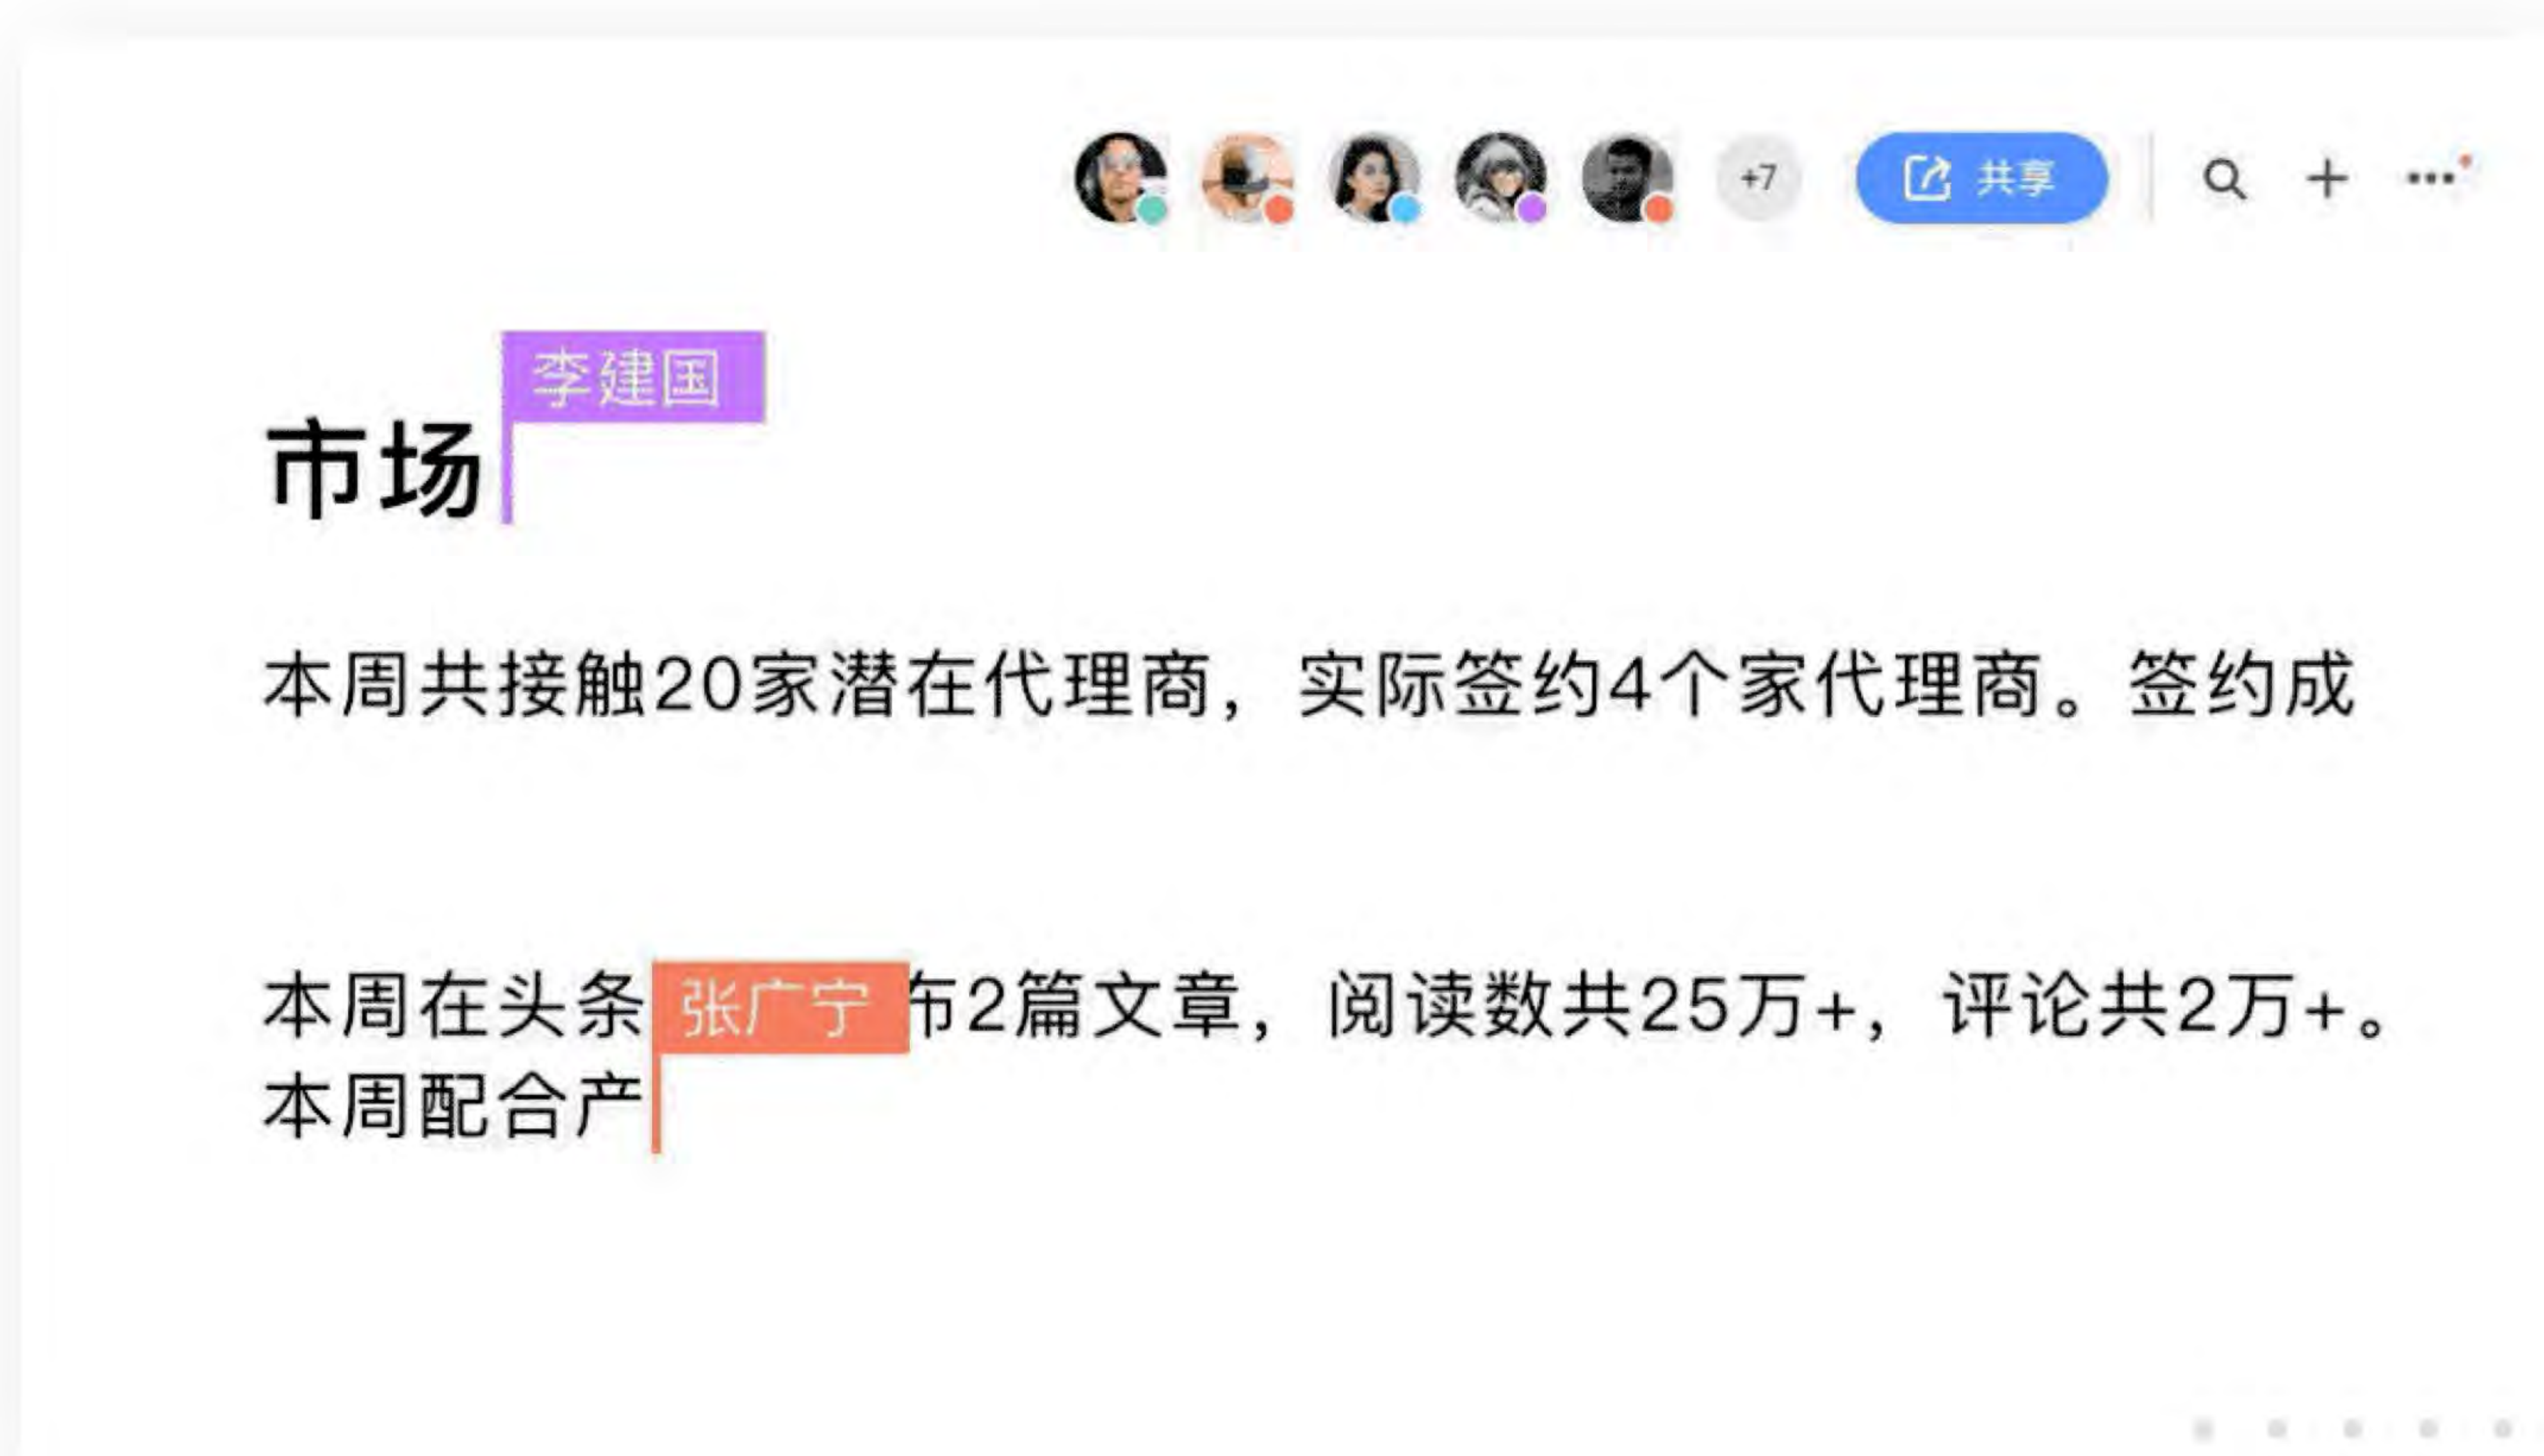 +7 共享
李建国
市场
本周共接触20家潜在代理商，实际签约4个家代理商。签约成
本周在头条 张广宁 布2篇文章，阅读数共25万+，评论共2万+。
本周配合产